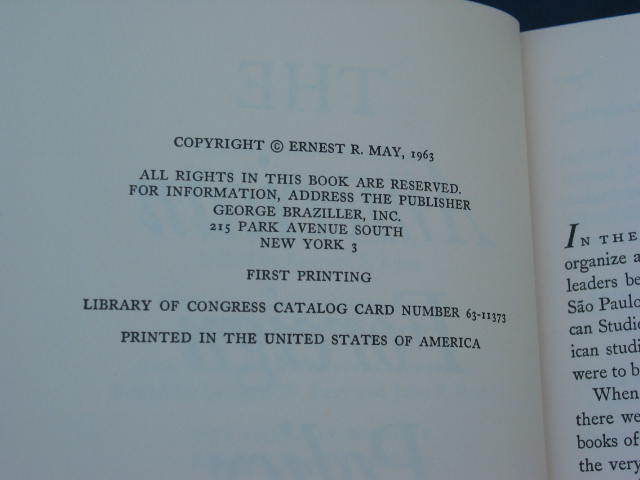 COPYRIGHT © ERNEST R. MAY, 1963
ALL RIGHTS IN THIS BOOK ARE RESERVED.
FOR INFORMATION, ADDRESS THE PUBLISHER
GEORGE BRAZILLER, INC.
215 PARK AVENUE SOUTH
NEW YORK 3
FIRST PRINTING
LIBRARY OF CONGRESS CATALOG CARD NUMBER 63-11373
PRINTED IN THE UNITED STATES OF AMERICA
IN THE
organize a
leaders be
São Paulo
can Studi
ican studi
were to b
When
there we
books of
the very